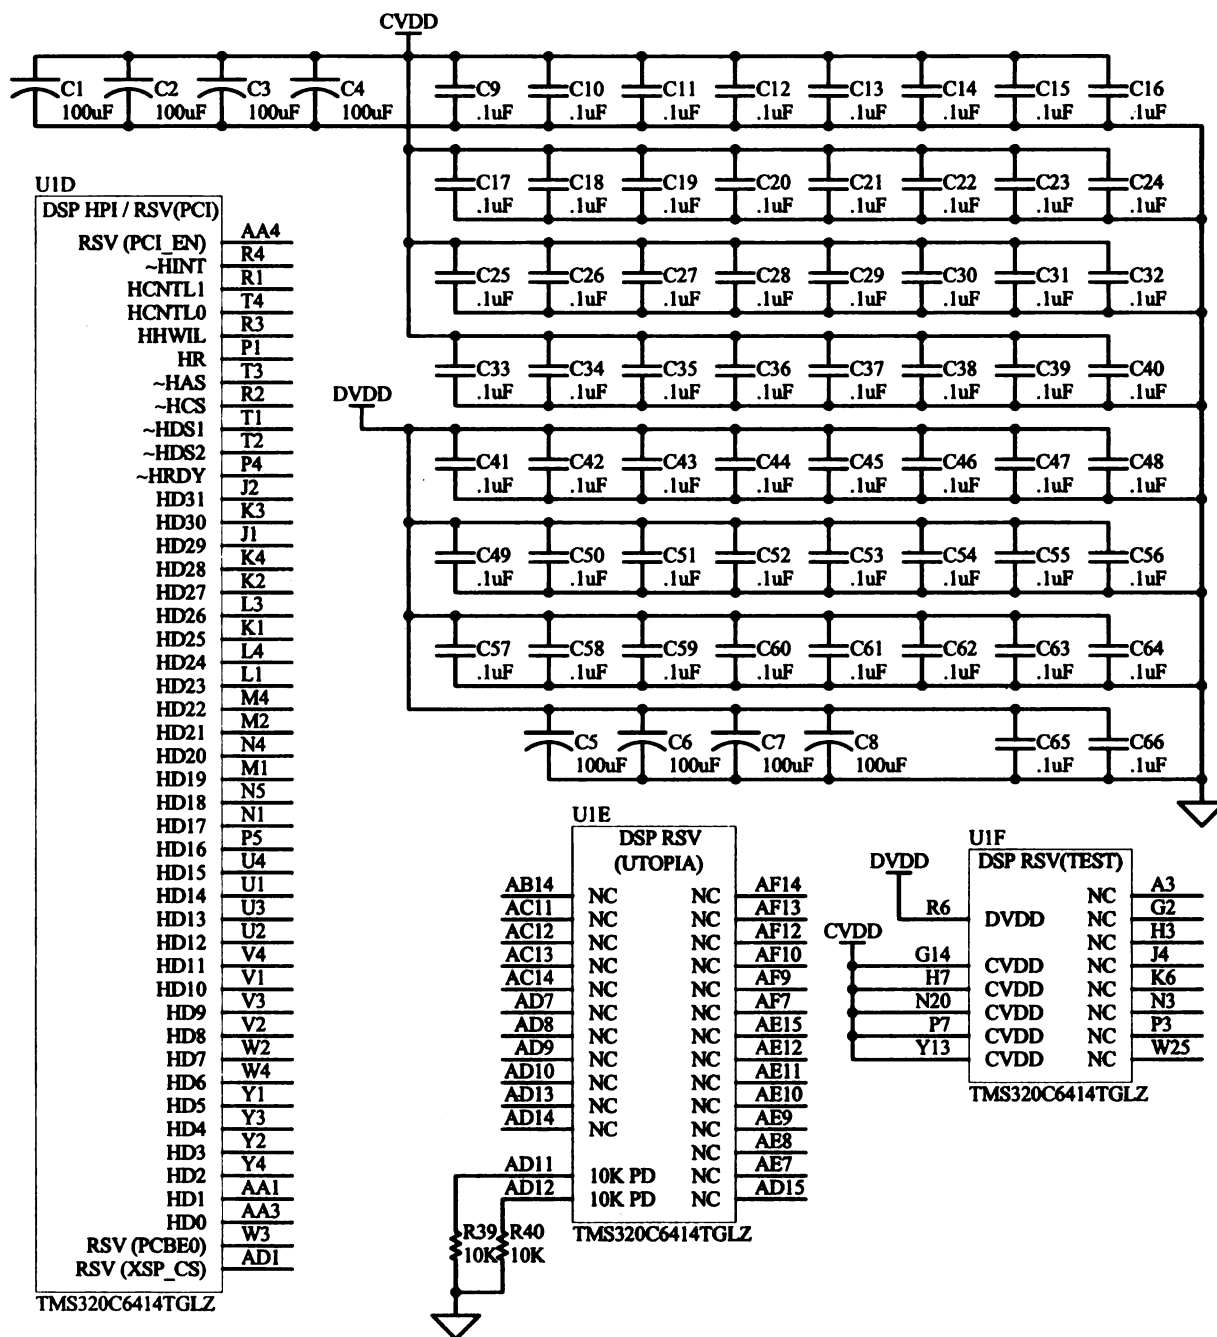 CVDD
C1 C2 C3 C4 C9 C10 C11 C12 C13 C14 C15 C16
100uF 100uF 100uF 100uF .1uF .1uF .1uF .1uF .1uF .1uF .1uF .1uF
C17 C18 C19 C20 C21 C22 C23 C24
.1uF .1uF .1uF .1uF .1uF .1uF .1uF .1uF
C25 C26 C27 C28 C29 C30 C31 C32
.1uF .1uF .1uF .1uF .1uF .1uF .1uF .1uF
C33 C34 C35 C36 C37 C38 C39 C40
.1uF .1uF .1uF .1uF .1uF .1uF .1uF .1uF
DVDD
C41 C42 C43 C44 C45 C46 C47 C48
.1uF .1uF .1uF .1uF .1uF .1uF .1uF .1uF
C49 C50 C51 C52 C53 C54 C55 C56
.1uF .1uF .1uF .1uF .1uF .1uF .1uF .1uF
C57 C58 C59 C60 C61 C62 C63 C64
.1uF .1uF .1uF .1uF .1uF .1uF .1uF .1uF
C5 C6 C7 C8 C65 C66
100uF 100uF 100uF 100uF .1uF .1uF
U1D
DSP HPI / RSV(PCI)
RSV (PCI_EN) AA4
~HINT R4
HCNTL1 R1
HCNTL0 T4
HHWIL R3
HR P1
~HAS T3
~HCS R2
~HDS1 T1
~HDS2 T2
~HRDY P4
HD31 J2
HD30 K3
HD29 J1
HD28 K4
HD27 K2
HD26 L3
HD25 K1
HD24 L4
HD23 L1
HD22 M4
HD21 M2
HD20 N4
HD19 M1
HD18 N5
HD17 N1
HD16 P5
HD15 U4
HD14 U1
HD13 U3
HD12 U2
HD11 V4
HD10 V1
HD9 V3
HD8 V2
HD7 W2
HD6 W4
HD5 Y1
HD4 Y3
HD3 Y2
HD2 Y4
HD1 AA1
HD0 AA3
RSV (PCBE0) W3
RSV (XSP_CS) AD1
TMS320C6414TGLZ
U1E
DSP RSV
(UTOPIA)
AB14 NC NC AF14
AC11 NC NC AF13
AC12 NC NC AF12
AC13 NC NC AF10
AC14 NC NC AF9
AD7 NC NC AF7
AD8 NC NC AE15
AD9 NC NC AE12
AD10 NC NC AE11
AD13 NC NC AE10
AD14 NC NC AE9
NC AE8
AD11 10K PD NC AE7
AD12 10K PD NC AD15
TMS320C6414TGLZ
R39 R40
10K 10K
U1F
DSP RSV(TEST)
DVDD
NC A3
R6 DVDD NC G2
CVDD
NC H3
G14 CVDD NC J4
H7 CVDD NC K6
N20 CVDD NC N3
P7 CVDD NC P3
Y13 CVDD NC W25
TMS320C6414TGLZ